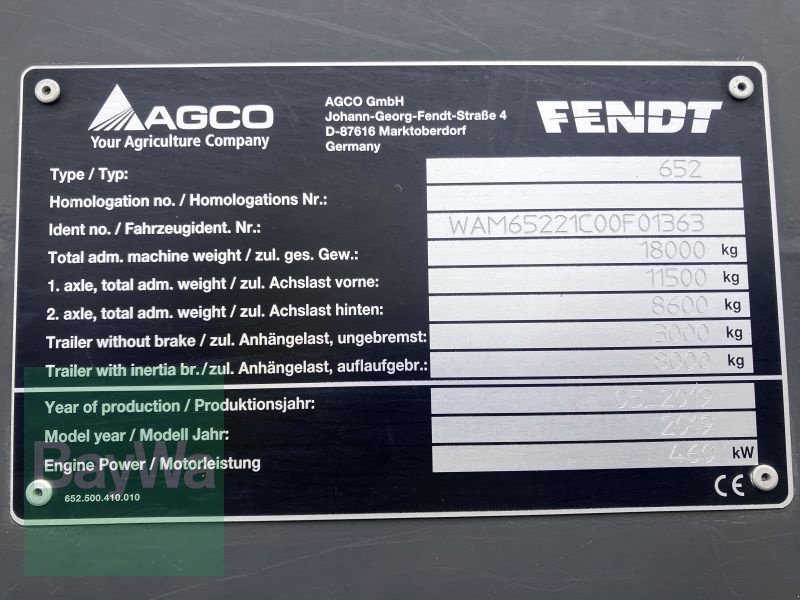 AGCO
Your Agriculture Company
AGCO GmbH
Johann-Georg-Fendt-Straße 4
D-87616 Marktoberdorf
Germany
FENDT
Type / Typ: 652
Homologation no. / Homologations Nr.:
Ident no. / Fahrzeugident. Nr.: WAM65221C00F01363
Total adm. machine weight / zul. ges. Gew.: 18000 kg
1. axle, total adm. weight / zul. Achslast vorne: 11500 kg
2. axle, total adm. weight / zul. Achslast hinten: 8600 kg
Trailer without brake / zul. Anhängelast, ungebremst: 3000 kg
Trailer with inertia br./zul. Anhängelast, auflaufgebr.: 8000 kg
Year of production / Produktionsjahr: 05_2019
Model year / Modell Jahr: 2019
Engine Power / Motorleistung 460 kW
BayWa
652.500.410.010
CE